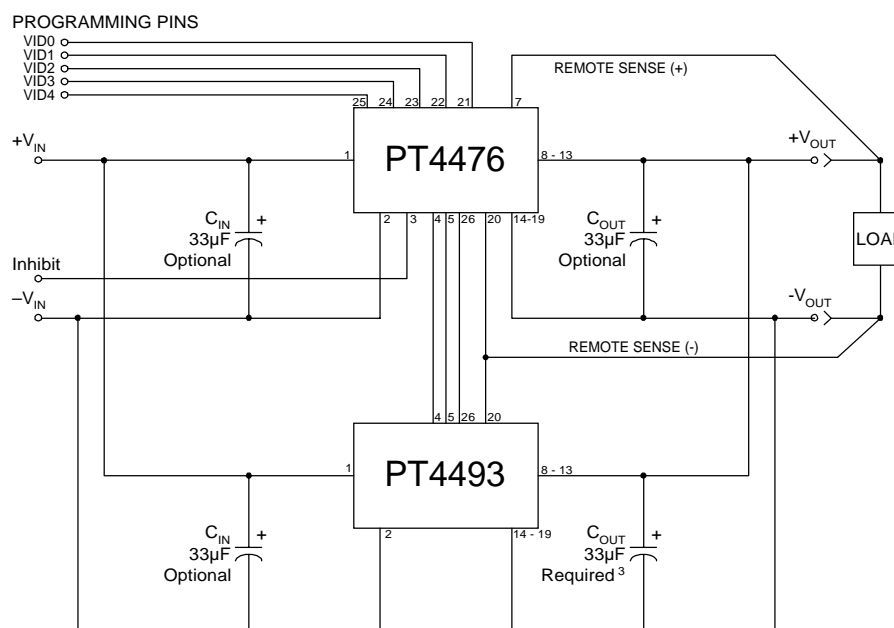 PROGRAMMING PINS
VID0
VID1
VID2
VID3
VID4
25 24 23 22 21 7
REMOTE SENSE (+)
+VIN
1
PT4476
8 - 13
+VOUT
2 3 4 5 26 20 14-19
CIN
33µF
Optional
+
COUT
33µF
Optional
+
LOA
Inhibit
–VIN
-VOUT
REMOTE SENSE (-)
4 5 26 20
1
PT4493
8 - 13
2 14 - 19
CIN
33µF
Optional
+
COUT
33µF
Required 3
+